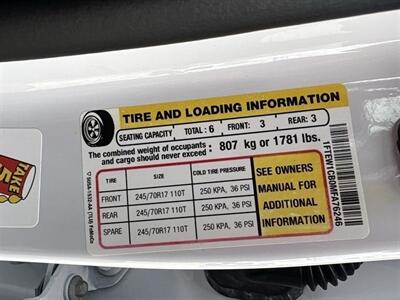 TIRE AND LOADING INFORMATION
SEATING CAPACITY TOTAL: 6 FRONT: 3 REAR: 3
The combined weight of occupants and cargo should never exceed: 807 kg or 1781 lbs.
TIRE SIZE COLD TIRE PRESSURE
FRONT 245/70R17 110T 250 KPA, 36 PSI
REAR 245/70R17 110T 250 KPA, 36 PSI
SPARE 245/70R17 110T 250 KPA, 36 PSI
SEE OWNERS
MANUAL FOR
ADDITIONAL
INFORMATION
TAKE
5